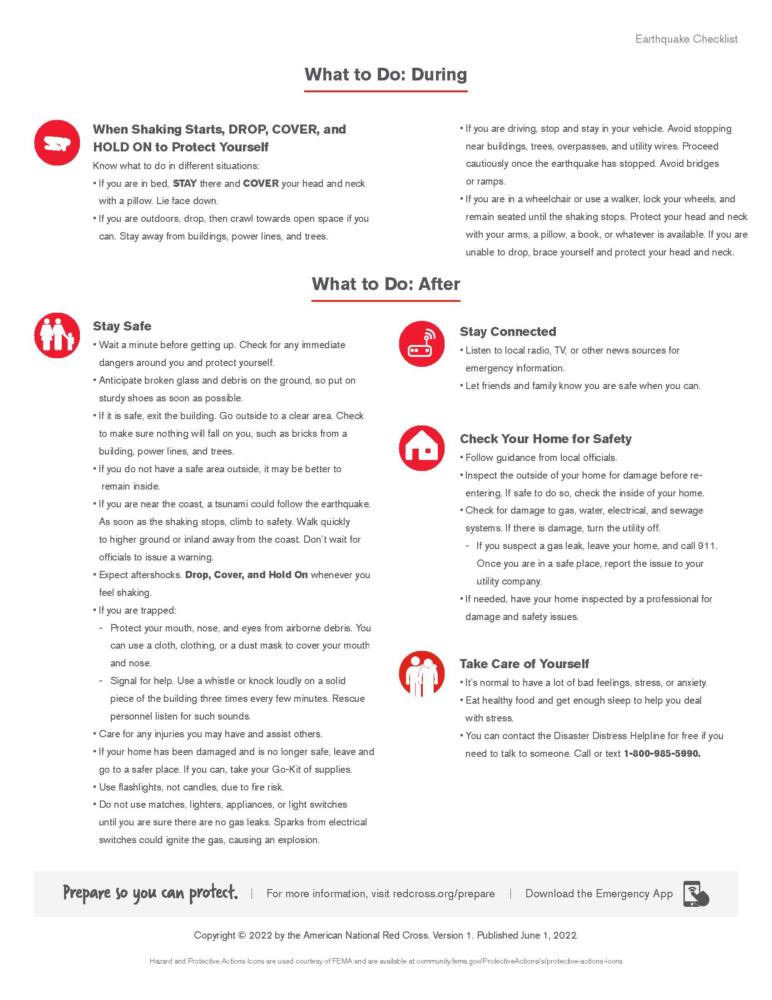 Earthquake Checklist
What to Do: During
When Shaking Starts, DROP, COVER, and
HOLD ON to Protect Yourself
Know what to do in different situations:
▪ If you are in bed, STAY there and COVER your head and neck
with a pillow. Lie face down.
▪ If you are outdoors, drop, then crawl towards open space if you
can. Stay away from buildings, power lines, and trees.
▪ If you are driving, stop and stay in your vehicle. Avoid stopping
near buildings, trees, overpasses, and utility wires. Proceed
cautiously once the earthquake has stopped. Avoid bridges
or ramps.
▪ If you are in a wheelchair or use a walker, lock your wheels, and
remain seated until the shaking stops. Protect your head and neck
with your arms, a pillow, a book, or whatever is available. If you are
unable to drop, brace yourself and protect your head and neck.
What to Do: After
Stay Safe
▪ Wait a minute before getting up. Check for any immediate
dangers around you and protect yourself.
▪ Anticipate broken glass and debris on the ground, so put on
sturdy shoes as soon as possible.
▪ If it is safe, exit the building. Go outside to a clear area. Check
to make sure nothing will fall on you, such as bricks from a
building, power lines, and trees.
▪ If you do not have a safe area outside, it may be better to
remain inside.
▪ If you are near the coast, a tsunami could follow the earthquake.
As soon as the shaking stops, climb to safety. Walk quickly
to higher ground or inland away from the coast. Don't wait for
officials to issue a warning.
▪ Expect aftershocks. Drop, Cover, and Hold On whenever you
feel shaking.
▪ If you are trapped:
- Protect your mouth, nose, and eyes from airborne debris. You
can use a cloth, clothing, or a dust mask to cover your mouth
and nose.
- Signal for help. Use a whistle or knock loudly on a solid
piece of the building three times every few minutes. Rescue
personnel listen for such sounds.
▪ Care for any injuries you may have and assist others.
▪ If your home has been damaged and is no longer safe, leave and
go to a safer place. If you can, take your Go-Kit of supplies.
▪ Use flashlights, not candles, due to fire risk.
▪ Do not use matches, lighters, appliances, or light switches
until you are sure there are no gas leaks. Sparks from electrical
switches could ignite the gas, causing an explosion.
Stay Connected
▪ Listen to local radio, TV, or other news sources for
emergency information.
▪ Let friends and family know you are safe when you can.
Check Your Home for Safety
▪ Follow guidance from local officials.
▪ Inspect the outside of your home for damage before re-
entering. If safe to do so, check the inside of your home.
▪ Check for damage to gas, water, electrical, and sewage
systems. If there is damage, turn the utility off.
- If you suspect a gas leak, leave your home, and call 911.
Once you are in a safe place, report the issue to your
utility company.
▪ If needed, have your home inspected by a professional for
damage and safety issues.
Take Care of Yourself
▪ It's normal to have a lot of bad feelings, stress, or anxiety.
▪ Eat healthy food and get enough sleep to help you deal
with stress.
▪ You can contact the Disaster Distress Helpline for free if you
need to talk to someone. Call or text 1-800-985-5990.
Prepare so you can protect. | For more information, visit redcross.org/prepare | Download the Emergency App
Copyright © 2022 by the American National Red Cross. Version 1. Published June 1, 2022.
Hazard and Protective Actions Icons are used courtesy of FEMA and are available at community.fema.gov/ProtectiveActions/s/protective-actions-icons